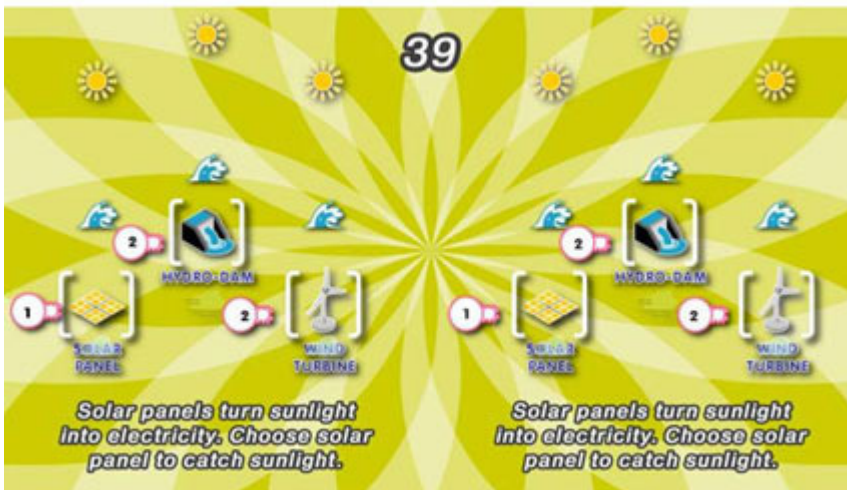 39
2
2
HYDRO-DAM
HYDRO-DAM
1
2
1
2
SOLAR
PANEL
WIND
TURBINE
SOLAR
PANEL
WIND
TURBINE
Solar panels turn sunlight
into electricity. Choose solar
panel to catch sunlight.
Solar panels turn sunlight
into electricity. Choose solar
panel to catch sunlight.